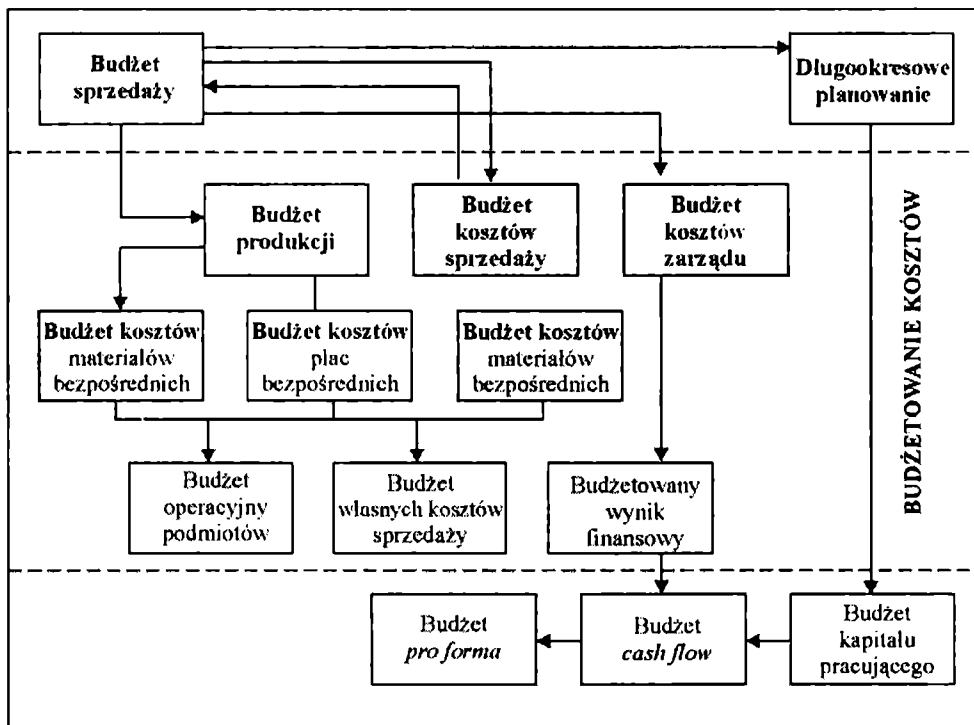 Budżet
sprzedaży
Długookresowe
planowanie
Budżet
produkcji
Budżet
kosztów
sprzedaży
Budżet
kosztów
zarządu
BUDŻETOWANIE KOSZTÓW
Budżet kosztów
materiałów
bezpośrednich
Budżet kosztów
płac
bezpośrednich
Budżet kosztów
materiałów
bezpośrednich
Budżet
operacyjny
podmiotów
Budżet
własnych kosztów
sprzedaży
Budżetowany
wynik
finansowy
Budżet
pro forma
Budżet
cash flow
Budżet
kapitału
pracującego